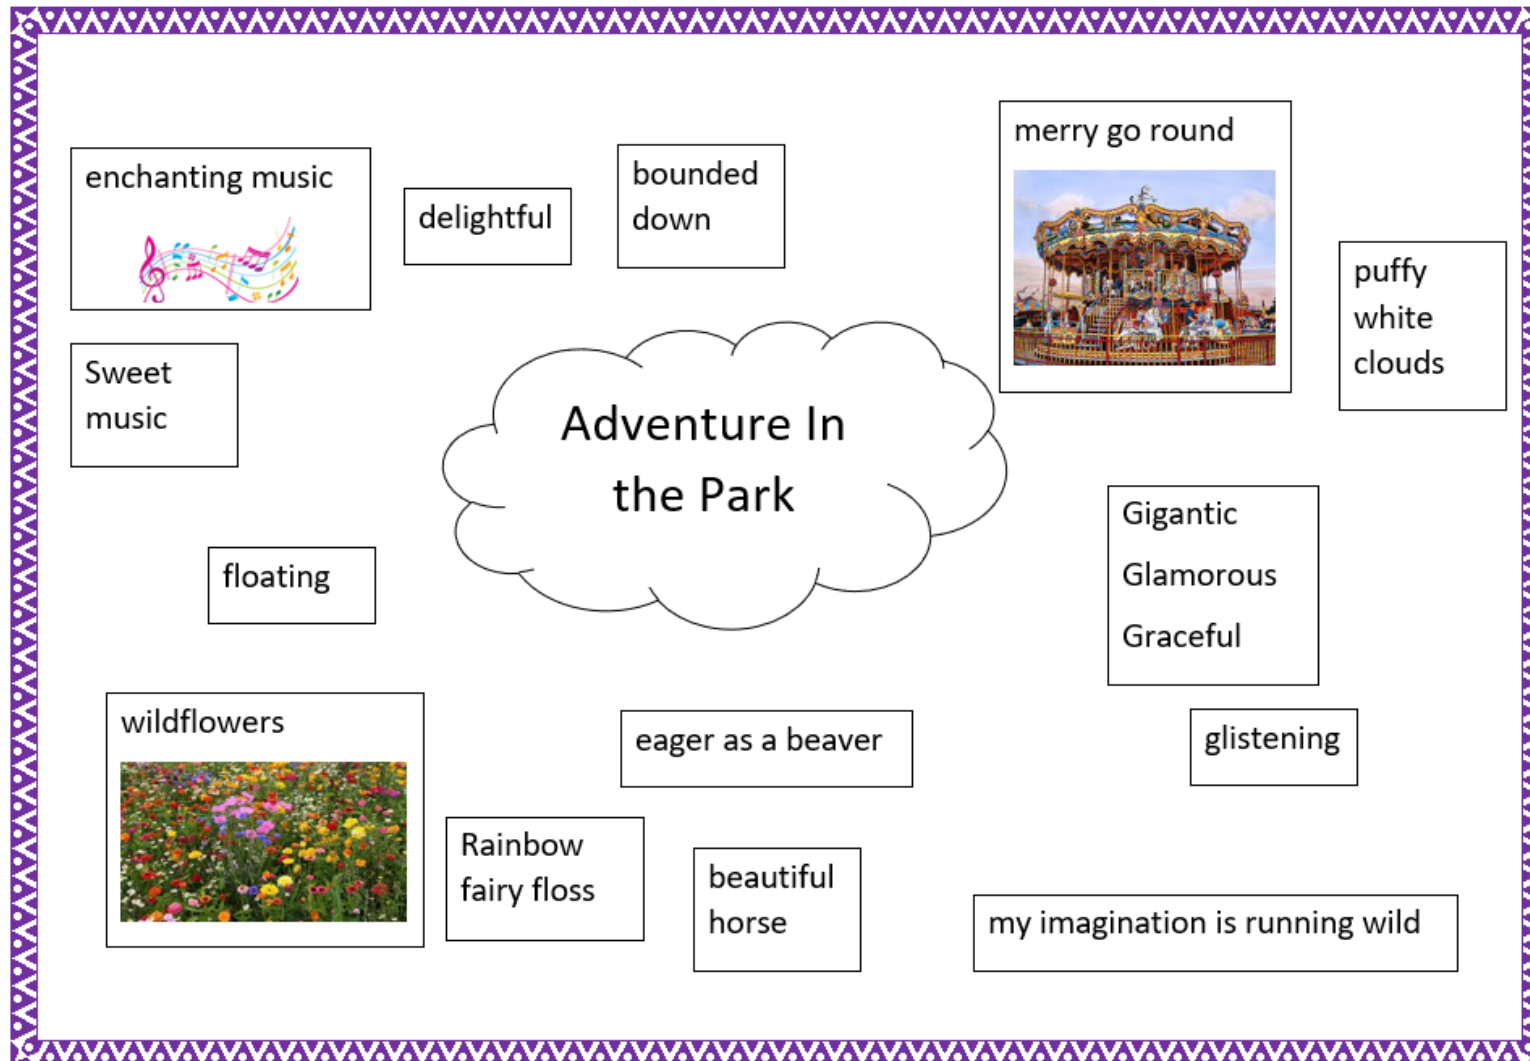 enchanting music
delightful
bounded
down
merry go round
puffy
white
clouds
Sweet
music
Adventure In
the Park
Gigantic
Glamorous
Graceful
floating
wildflowers
eager as a beaver
glistening
Rainbow
fairy floss
beautiful
horse
my imagination is running wild